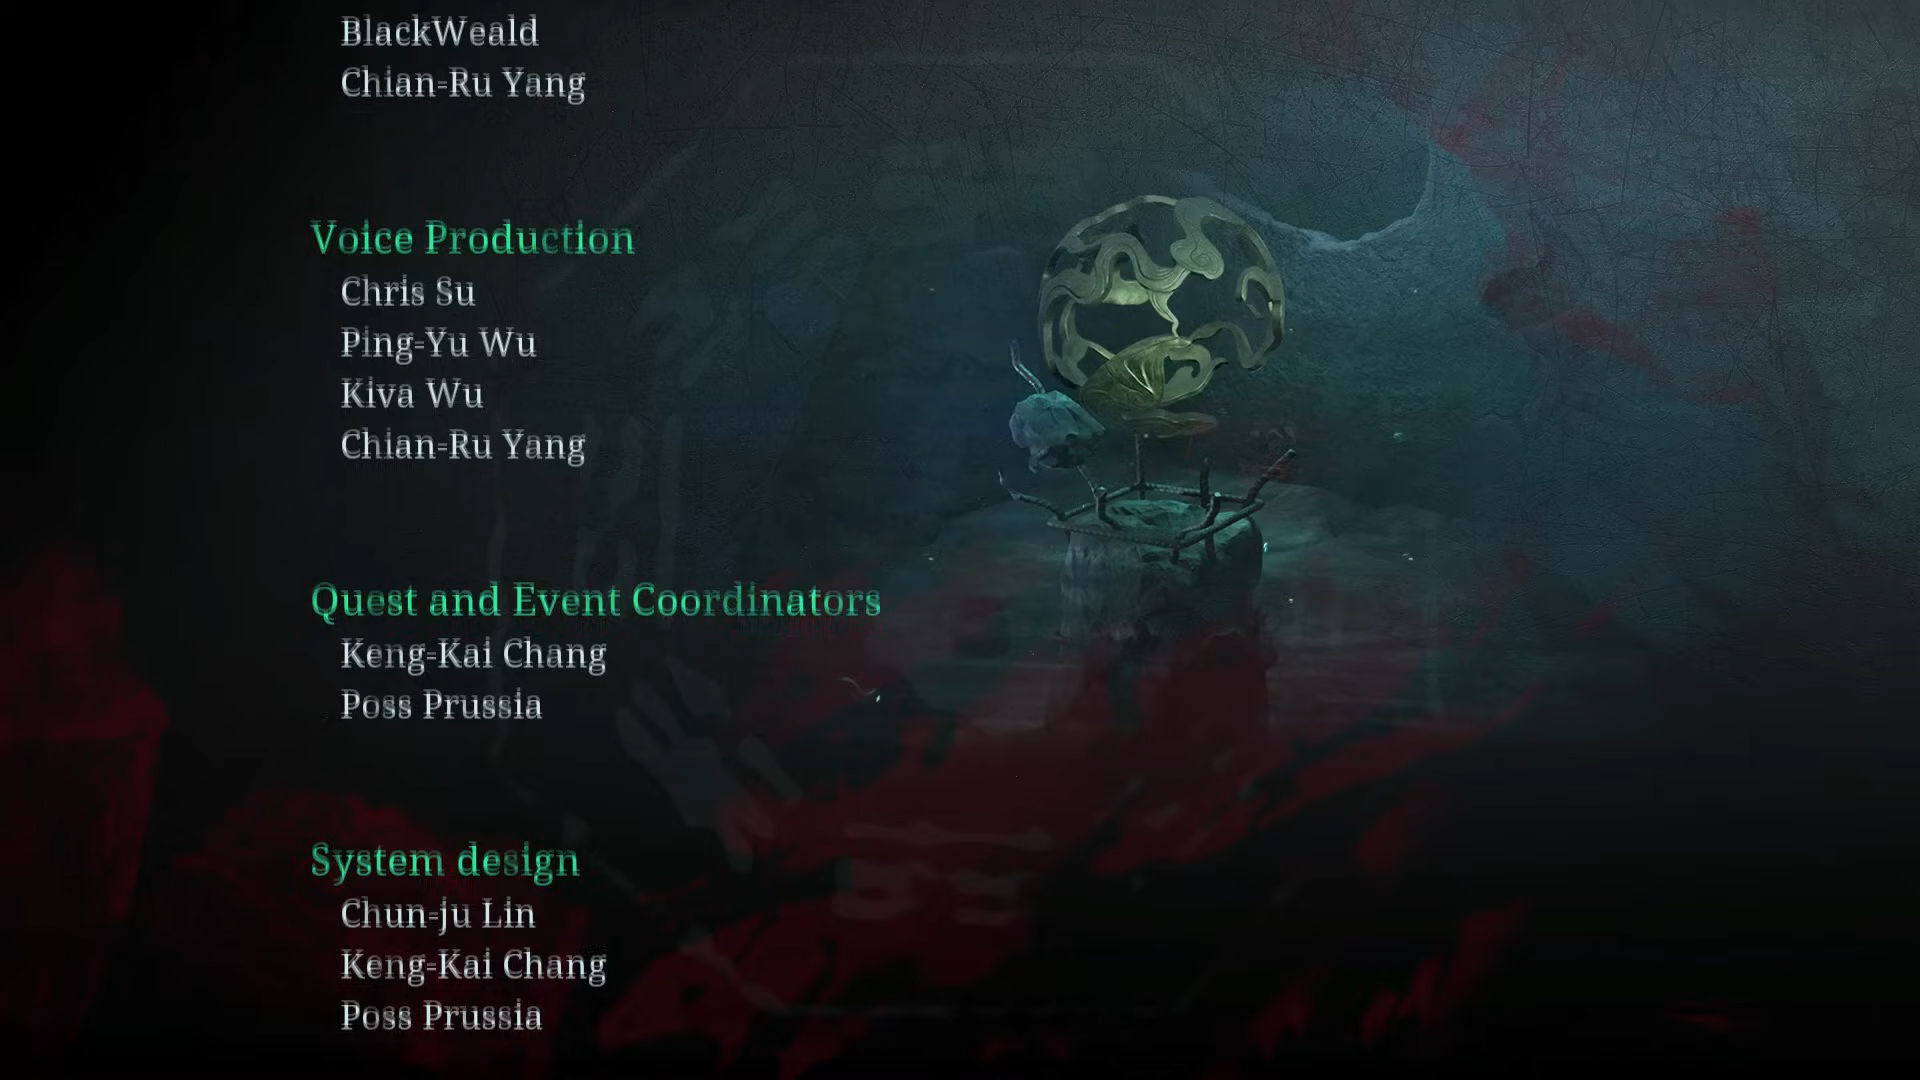 BlackWeald
Chian-Ru Yang
Voice Production
Chris Su
Ping-Yu Wu
Kiva Wu
Chian-Ru Yang
Quest and Event Coordinators
Keng-Kai Chang
Poss Prussia
System design
Chun-ju Lin
Keng-Kai Chang
Poss Prussia